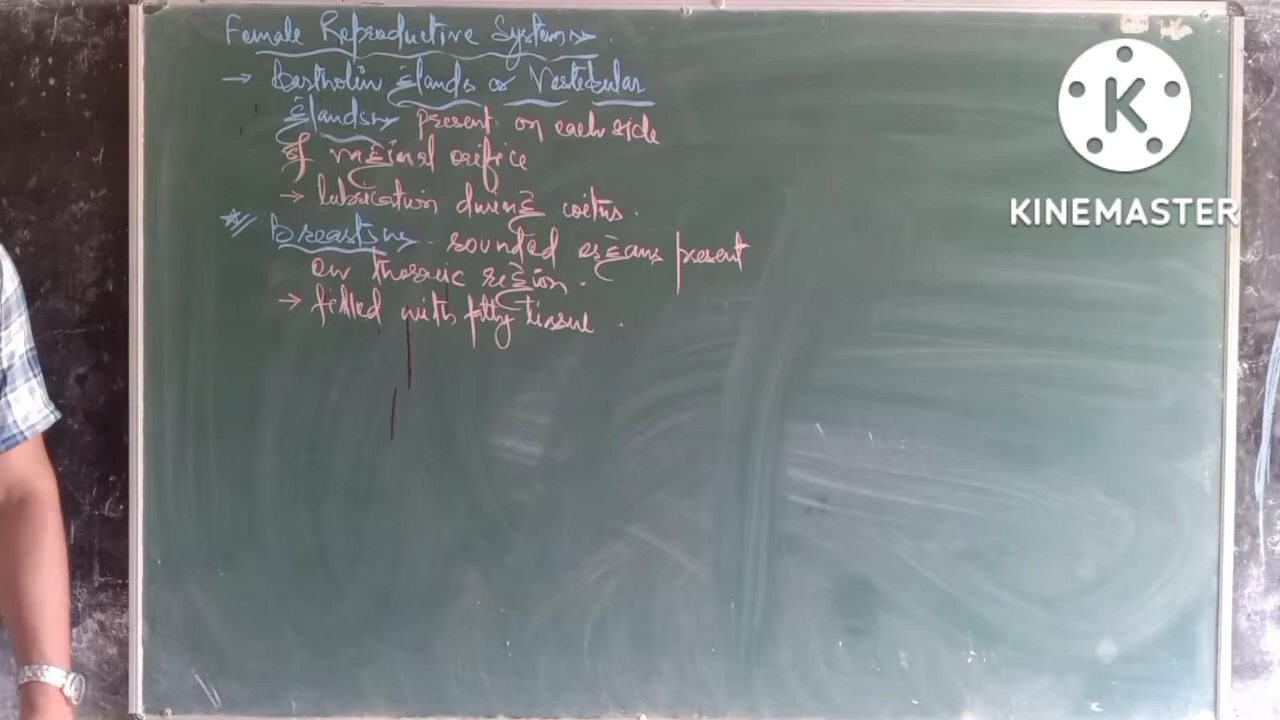 Female Reproductive System:-
→ Bartholin Glands or Vestibular
Glands:- present on each side
of vaginal orifice
→ lubrication during coitus.
* Breasts:- rounded organs present
on thoracic region.
→ filled with fatty tissue.
K
KINEMASTER